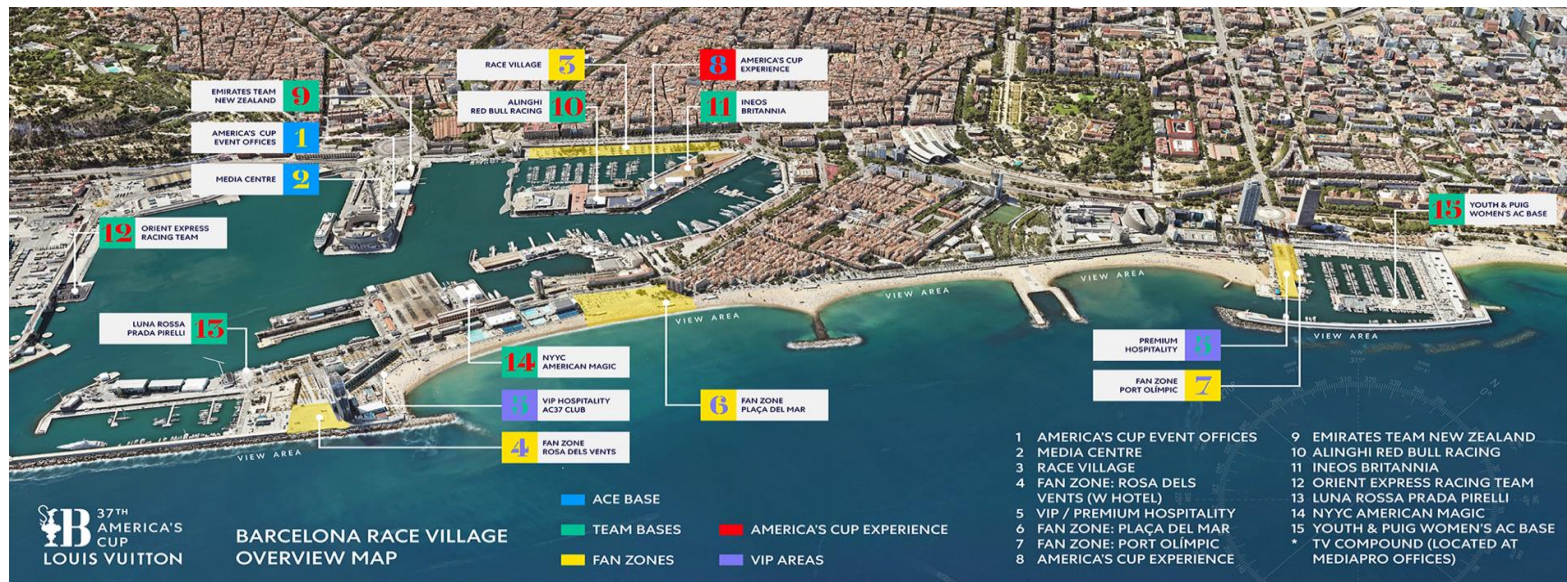 RACE VILLAGE 3
8 AMERICA'S CUP
EXPERIENCE
EMIRATES TEAM
NEW ZEALAND 9
ALINGHI
RED BULL RACING 10
11 INEOS
BRITANNIA
AMERICA'S CUP
EVENT OFFICES 1
MEDIA CENTRE 2
15 YOUTH & PUIG
WOMEN'S AC BASE
12 ORIENT EXPRESS
RACING TEAM
VIEW AREA
VIEW AREA
VIEW AREA
VIEW AREA
LUNA ROSSA
PRADA PIRELLI 13
PREMIUM
HOSPITALITY 5
NW
315°
14 NYYC
AMERICAN MAGIC
FAN ZONE
PORT OLÍMPIC 7
5 VIP HOSPITALITY
AC37 CLUB
6 FAN ZONE
PLAÇA DEL MAR
4 FAN ZONE
ROSA DELS VENTS
VIEW AREA
1 AMERICA'S CUP EVENT OFFICES
2 MEDIA CENTRE
3 RACE VILLAGE
4 FAN ZONE: ROSA DELS
VENTS (W HOTEL)
5 VIP / PREMIUM HOSPITALITY
6 FAN ZONE: PLAÇA DEL MAR
7 FAN ZONE: PORT OLÍMPIC
8 AMERICA'S CUP EXPERIENCE
9 EMIRATES TEAM NEW ZEALAND
10 ALINGHI RED BULL RACING
11 INEOS BRITANNIA
12 ORIENT EXPRESS RACING TEAM
13 LUNA ROSSA PRADA PIRELLI
14 NYYC AMERICAN MAGIC
15 YOUTH & PUIG WOMEN'S AC BASE
* TV COMPOUND (LOCATED AT
MEDIAPRO OFFICES)
37TH
AMERICA'S
CUP
LOUIS VUITTON
BARCELONA RACE VILLAGE
OVERVIEW MAP
ACE BASE
TEAM BASES
FAN ZONES
AMERICA'S CUP EXPERIENCE
VIP AREAS